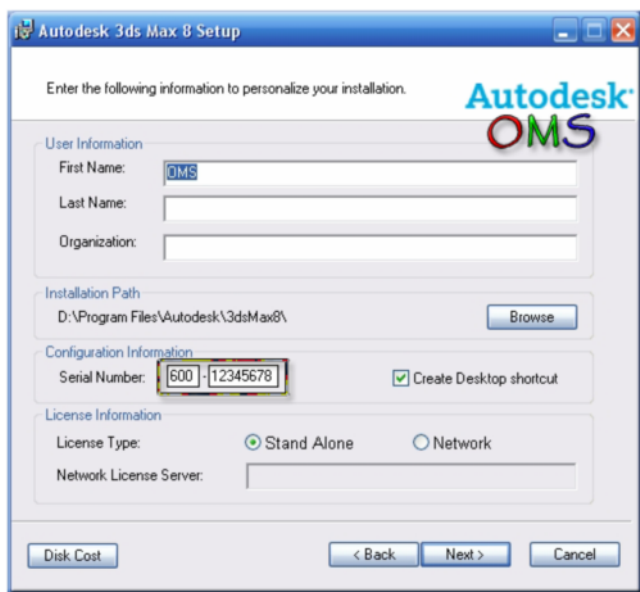 Autodesk 3ds Max 8 Setup
Enter the following information to personalize your installation.
Autodesk
OMS
User Information
First Name: OMS
Last Name:
Organization:
Installation Path
D:\Program Files\Autodesk\3dsMax8\ Browse
Configuration Information
Serial Number: 600 - 12345678 Create Desktop shortcut
License Information
License Type: Stand Alone Network
Network License Server:
Disk Cost < Back Next > Cancel